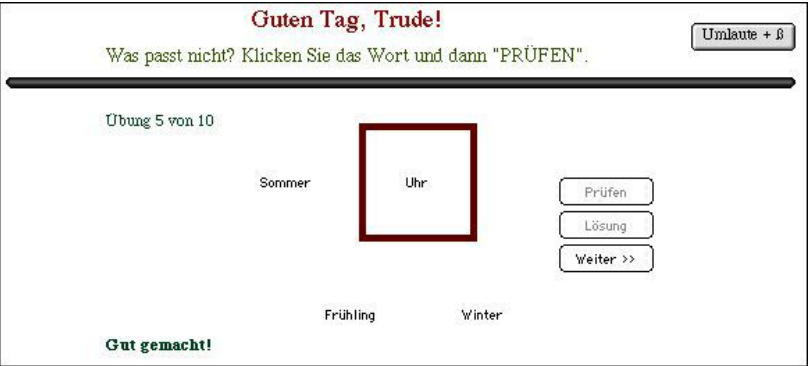 Guten Tag, Trude!
Umlaute + ß
Was passt nicht? Klicken Sie das Wort und dann "PRÜFEN".
Übung 5 von 10
Sommer
Uhr
Prüfen
Lösung
Weiter >>
Frühling
Winter
Gut gemacht!